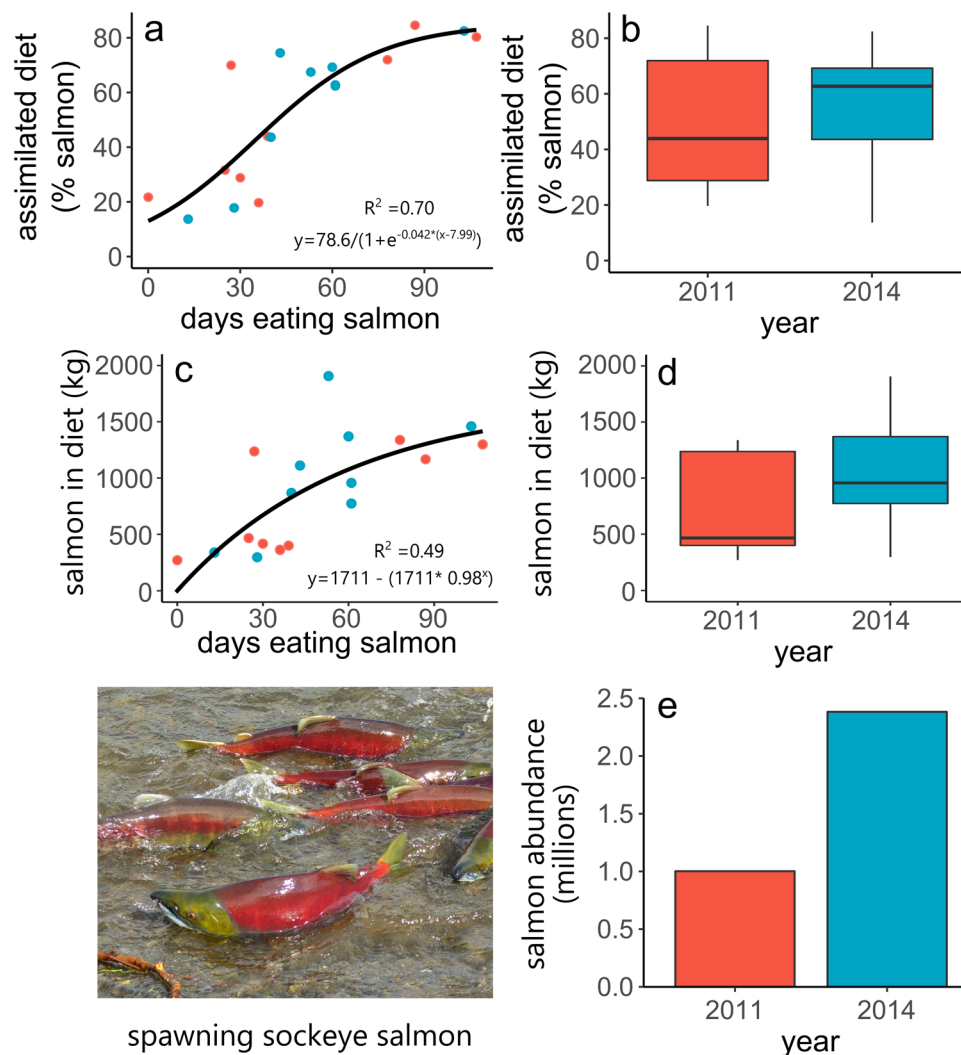 a
assimilated diet
(% salmon)
80
60
40
20
0
R² =0.70
y=78.6/(1+e^-0.042*(x-7.99))
0 30 60 90
days eating salmon
b
assimilated diet
(% salmon)
80
60
40
20
0
2011 2014
year
c
salmon in diet (kg)
2000
1500
1000
500
0
R² =0.49
y=1711 - (1711* 0.98ˣ)
0 30 60 90
days eating salmon
d
salmon in diet (kg)
2000
1500
1000
500
0
2011 2014
year
spawning sockeye salmon
e
salmon abundance
(millions)
2.5
2.0
1.5
1.0
0.5
0.0
2011 2014
year